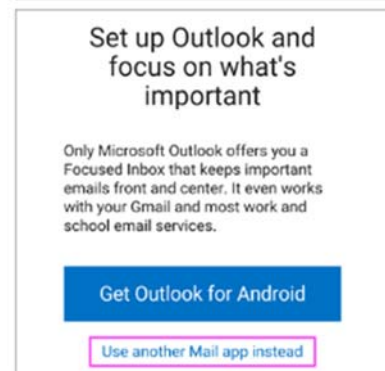 Set up Outlook and
focus on what's
important
Only Microsoft Outlook offers you a
Focused Inbox that keeps important
emails front and center. It even works
with your Gmail and most work and
school email services.
Get Outlook for Android
Use another Mail app instead